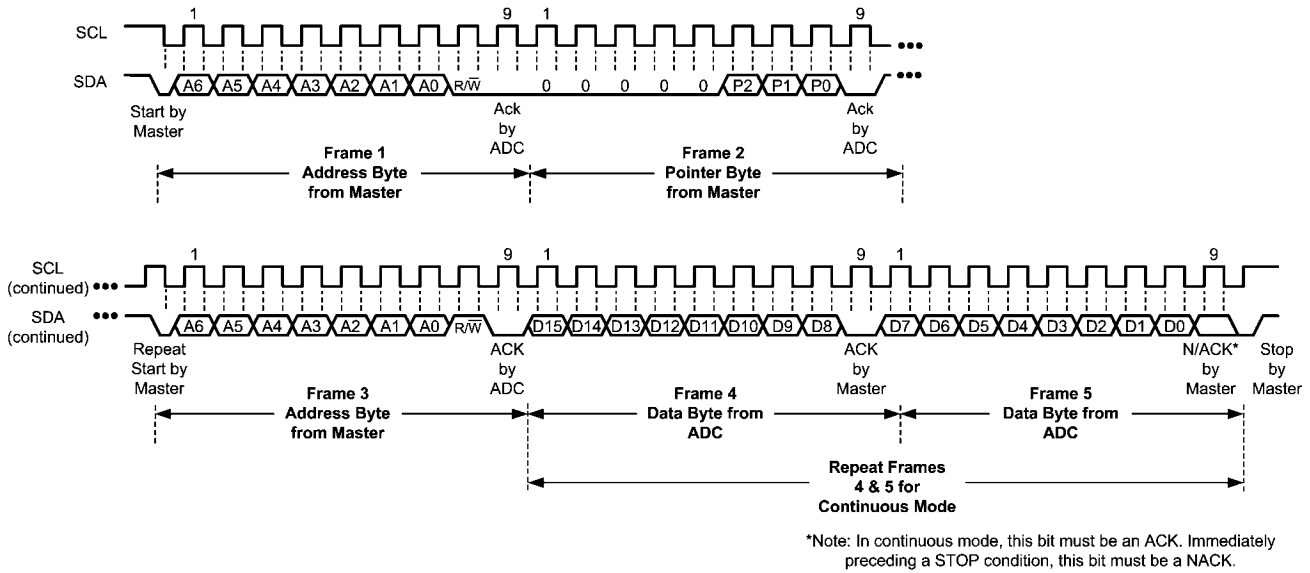 1 9 1 9
SCL
SDA A6 A5 A4 A3 A2 A1 A0 R/W̅ 0 0 0 0 0 P2 P1 P0
Start by
Master
Ack
by
ADC
Ack
by
ADC
Frame 1
Address Byte
from Master
Frame 2
Pointer Byte
from Master
1 9 1 9 1 9
SCL
(continued)
SDA
(continued)
A6 A5 A4 A3 A2 A1 A0 R/W̅ D15 D14 D13 D12 D11 D10 D9 D8 D7 D6 D5 D4 D3 D2 D1 D0
Repeat
Start by
Master
ACK
by
ADC
ACK
by
Master
N/ACK*
by
Master
Stop
by
Master
Frame 3
Address Byte
from Master
Frame 4
Data Byte from
ADC
Frame 5
Data Byte from
ADC
Repeat Frames
4 & 5 for
Continuous Mode
*Note: In continuous mode, this bit must be an ACK. Immediately
preceding a STOP condition, this bit must be a NACK.